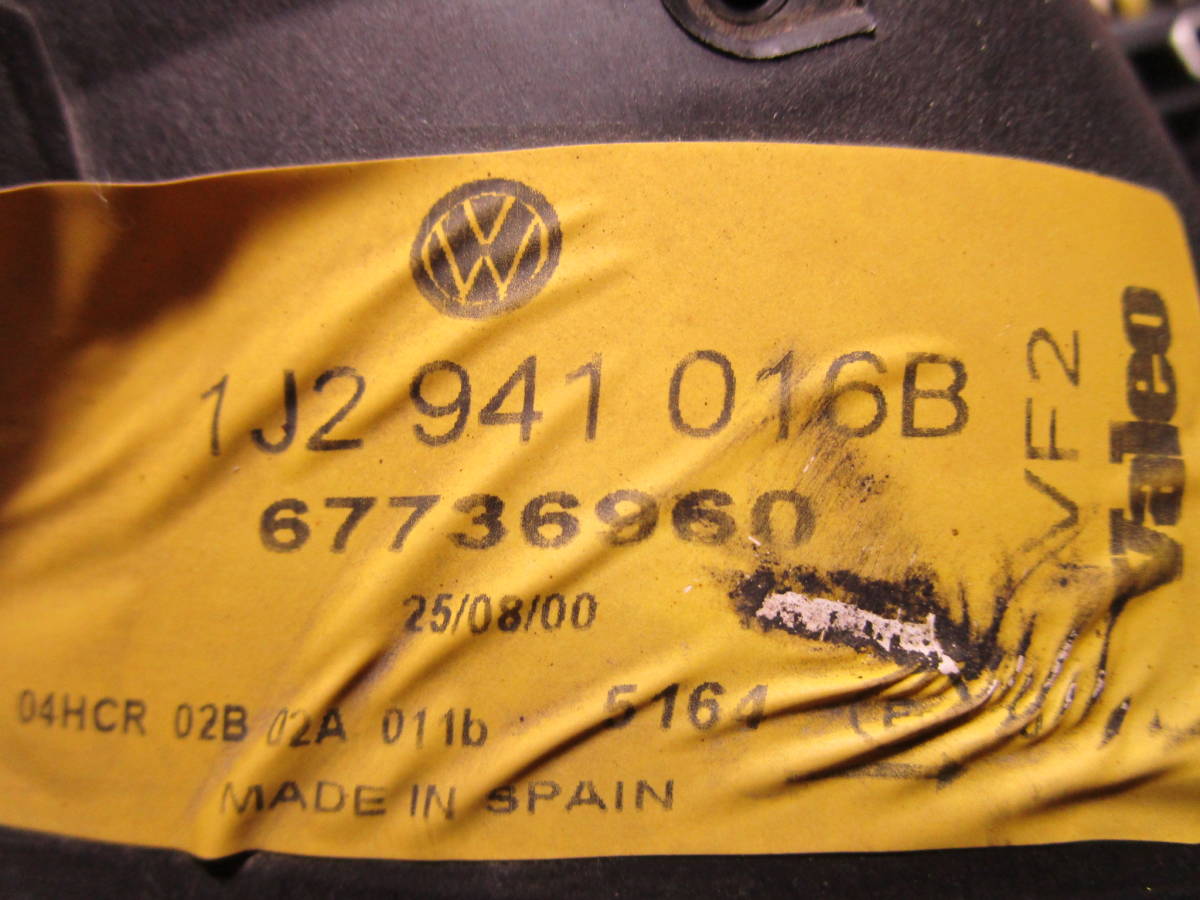 1J2 941 016B
67736960
25/08/00
04HCR 02B 02A 011b 5164
MADE IN SPAIN
VF2
Valeo